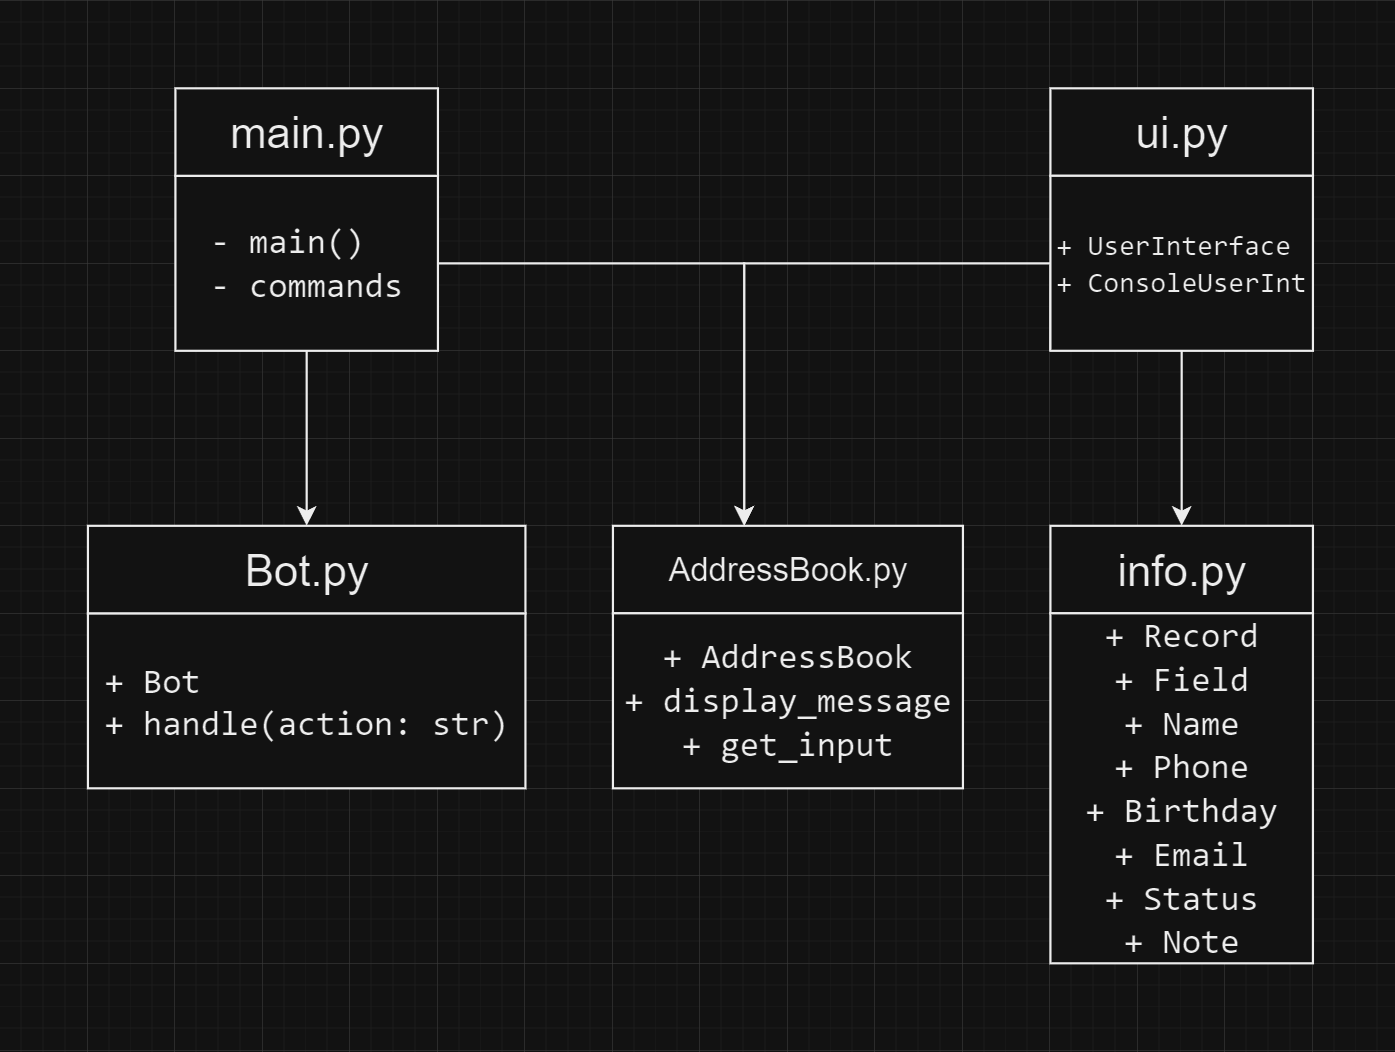 main.py
- main()
- commands
ui.py
+ UserInterface
+ ConsoleUserInt
Bot.py
+ Bot
+ handle(action: str)
AddressBook.py
+ AddressBook
+ display_message
+ get_input
info.py
+ Record
+ Field
+ Name
+ Phone
+ Birthday
+ Email
+ Status
+ Note